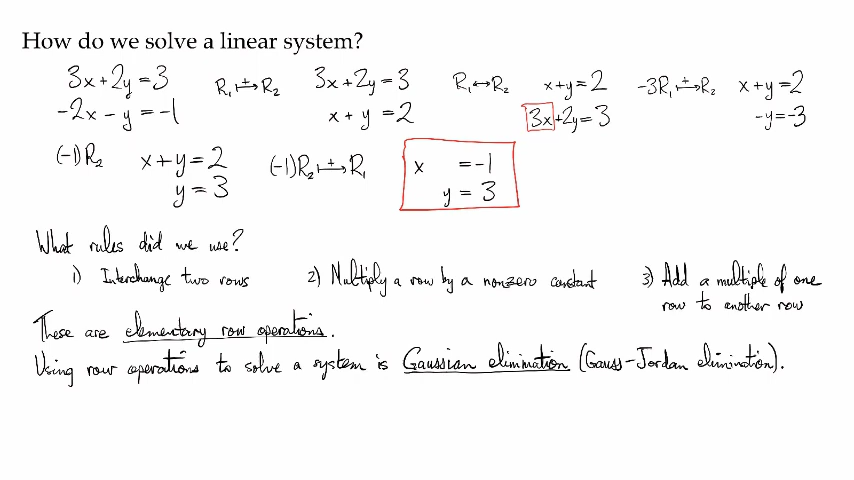 How do we solve a linear system?
3x+2y=3 R₁ +↦ R₂ 3x+2y=3 R₁↔R₂ x+y=2 -3R₁ +↦ R₂ x+y=2
-2x-y=-1 x+y=2 3x+2y=3 -y=-3
(-1)R₂ x+y=2 (-1)R₂ +↦ R₁ x =-1
y=3 y=3
What rules did we use?
1) Interchange two rows 2) Multiply a row by a nonzero constant 3) Add a multiple of one
row to another row
These are elementary row operations.
Using row operations to solve a system is Gaussian elimination (Gauss-Jordan elimination).